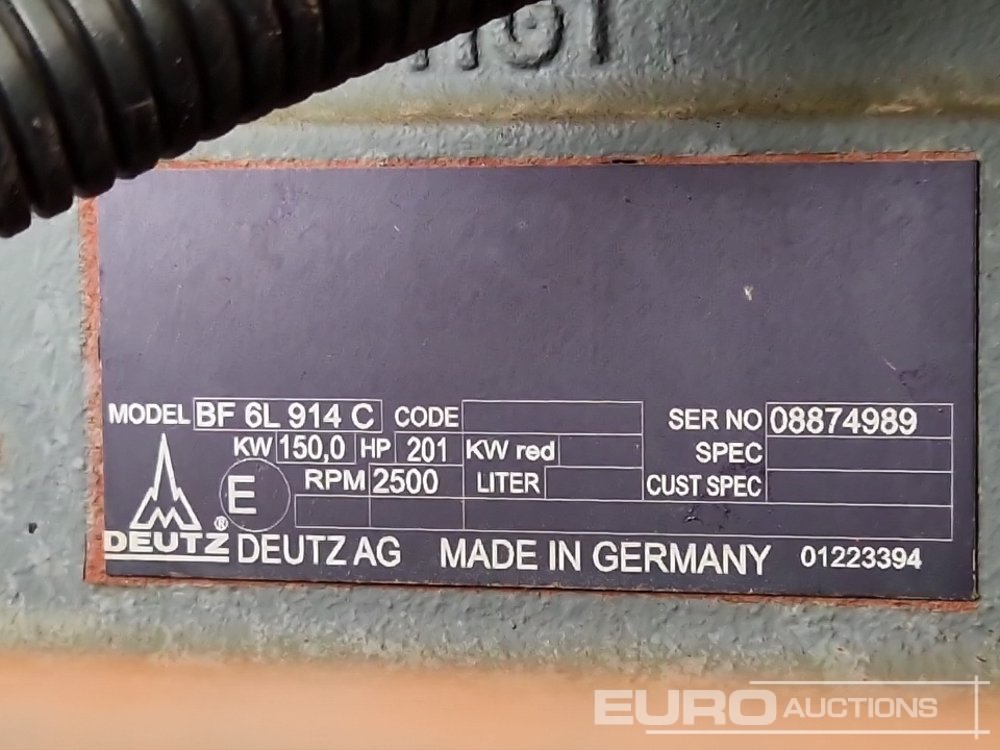 MODEL BF 6L 914 C CODE SER NO 08874989
KW 150,0 HP 201 KW red SPEC
E RPM 2500 LITER CUST SPEC
DEUTZ ® DEUTZ AG MADE IN GERMANY 01223394
EURO AUCTIONS